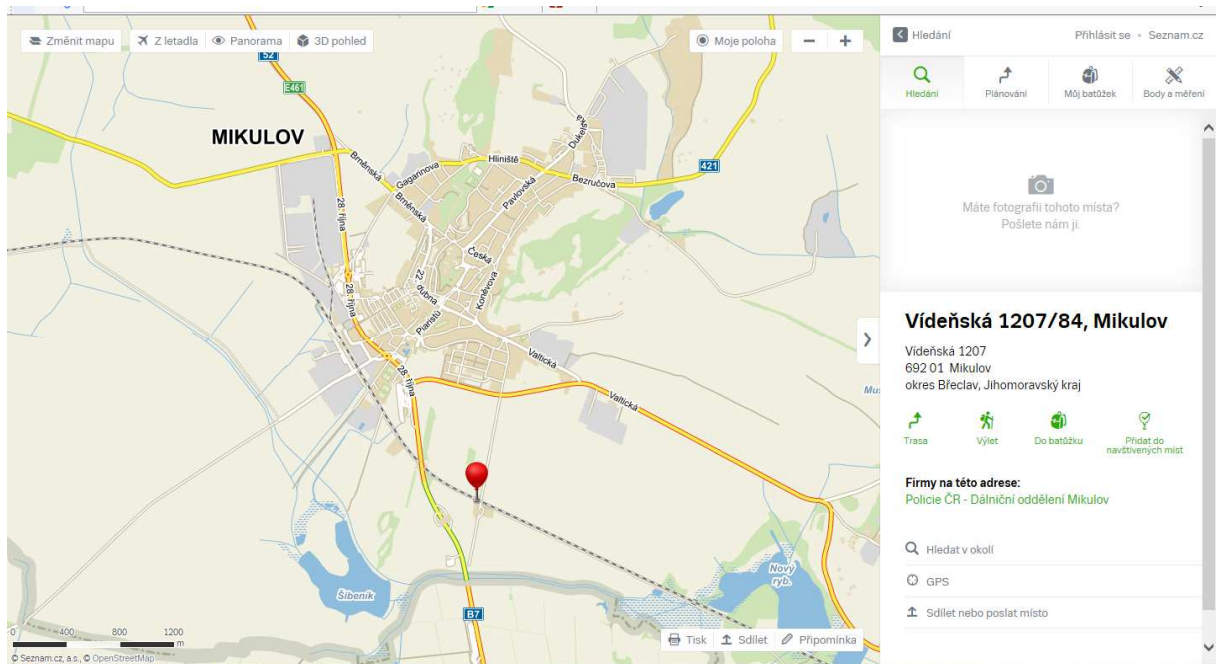 Změnit mapu
Z letadla
Panorama
3D pohled
Moje poloha
− +
52
E461
MIKULOV
Brněnská
Gagarinova
Hliniště
Dukelská
421
Bezručova
Pavlovská
Brněnská
28. října
Česká
22. dubna
Koněvova
28. října
Piaristů
Valtická
28. října
Valtická
Mu
Nový
ryb.
Šibeník
B7
0 400 800 1200
m
© Seznam.cz, a.s., © OpenStreetMap
Tisk
Sdílet
Připomínka
Hledání
Přihlásit se • Seznam.cz
Hledání
Plánování
Můj batůžek
Body a měření
Máte fotografii tohoto místa?
Pošlete nám ji.
Vídeňská 1207/84, Mikulov
Vídeňská 1207
692 01 Mikulov
okres Břeclav, Jihomoravský kraj
Trasa
Výlet
Do batůžku
Přidat do
navštívených míst
Firmy na této adrese:
Policie ČR - Dálniční oddělení Mikulov
Hledat v okolí
GPS
Sdílet nebo poslat místo